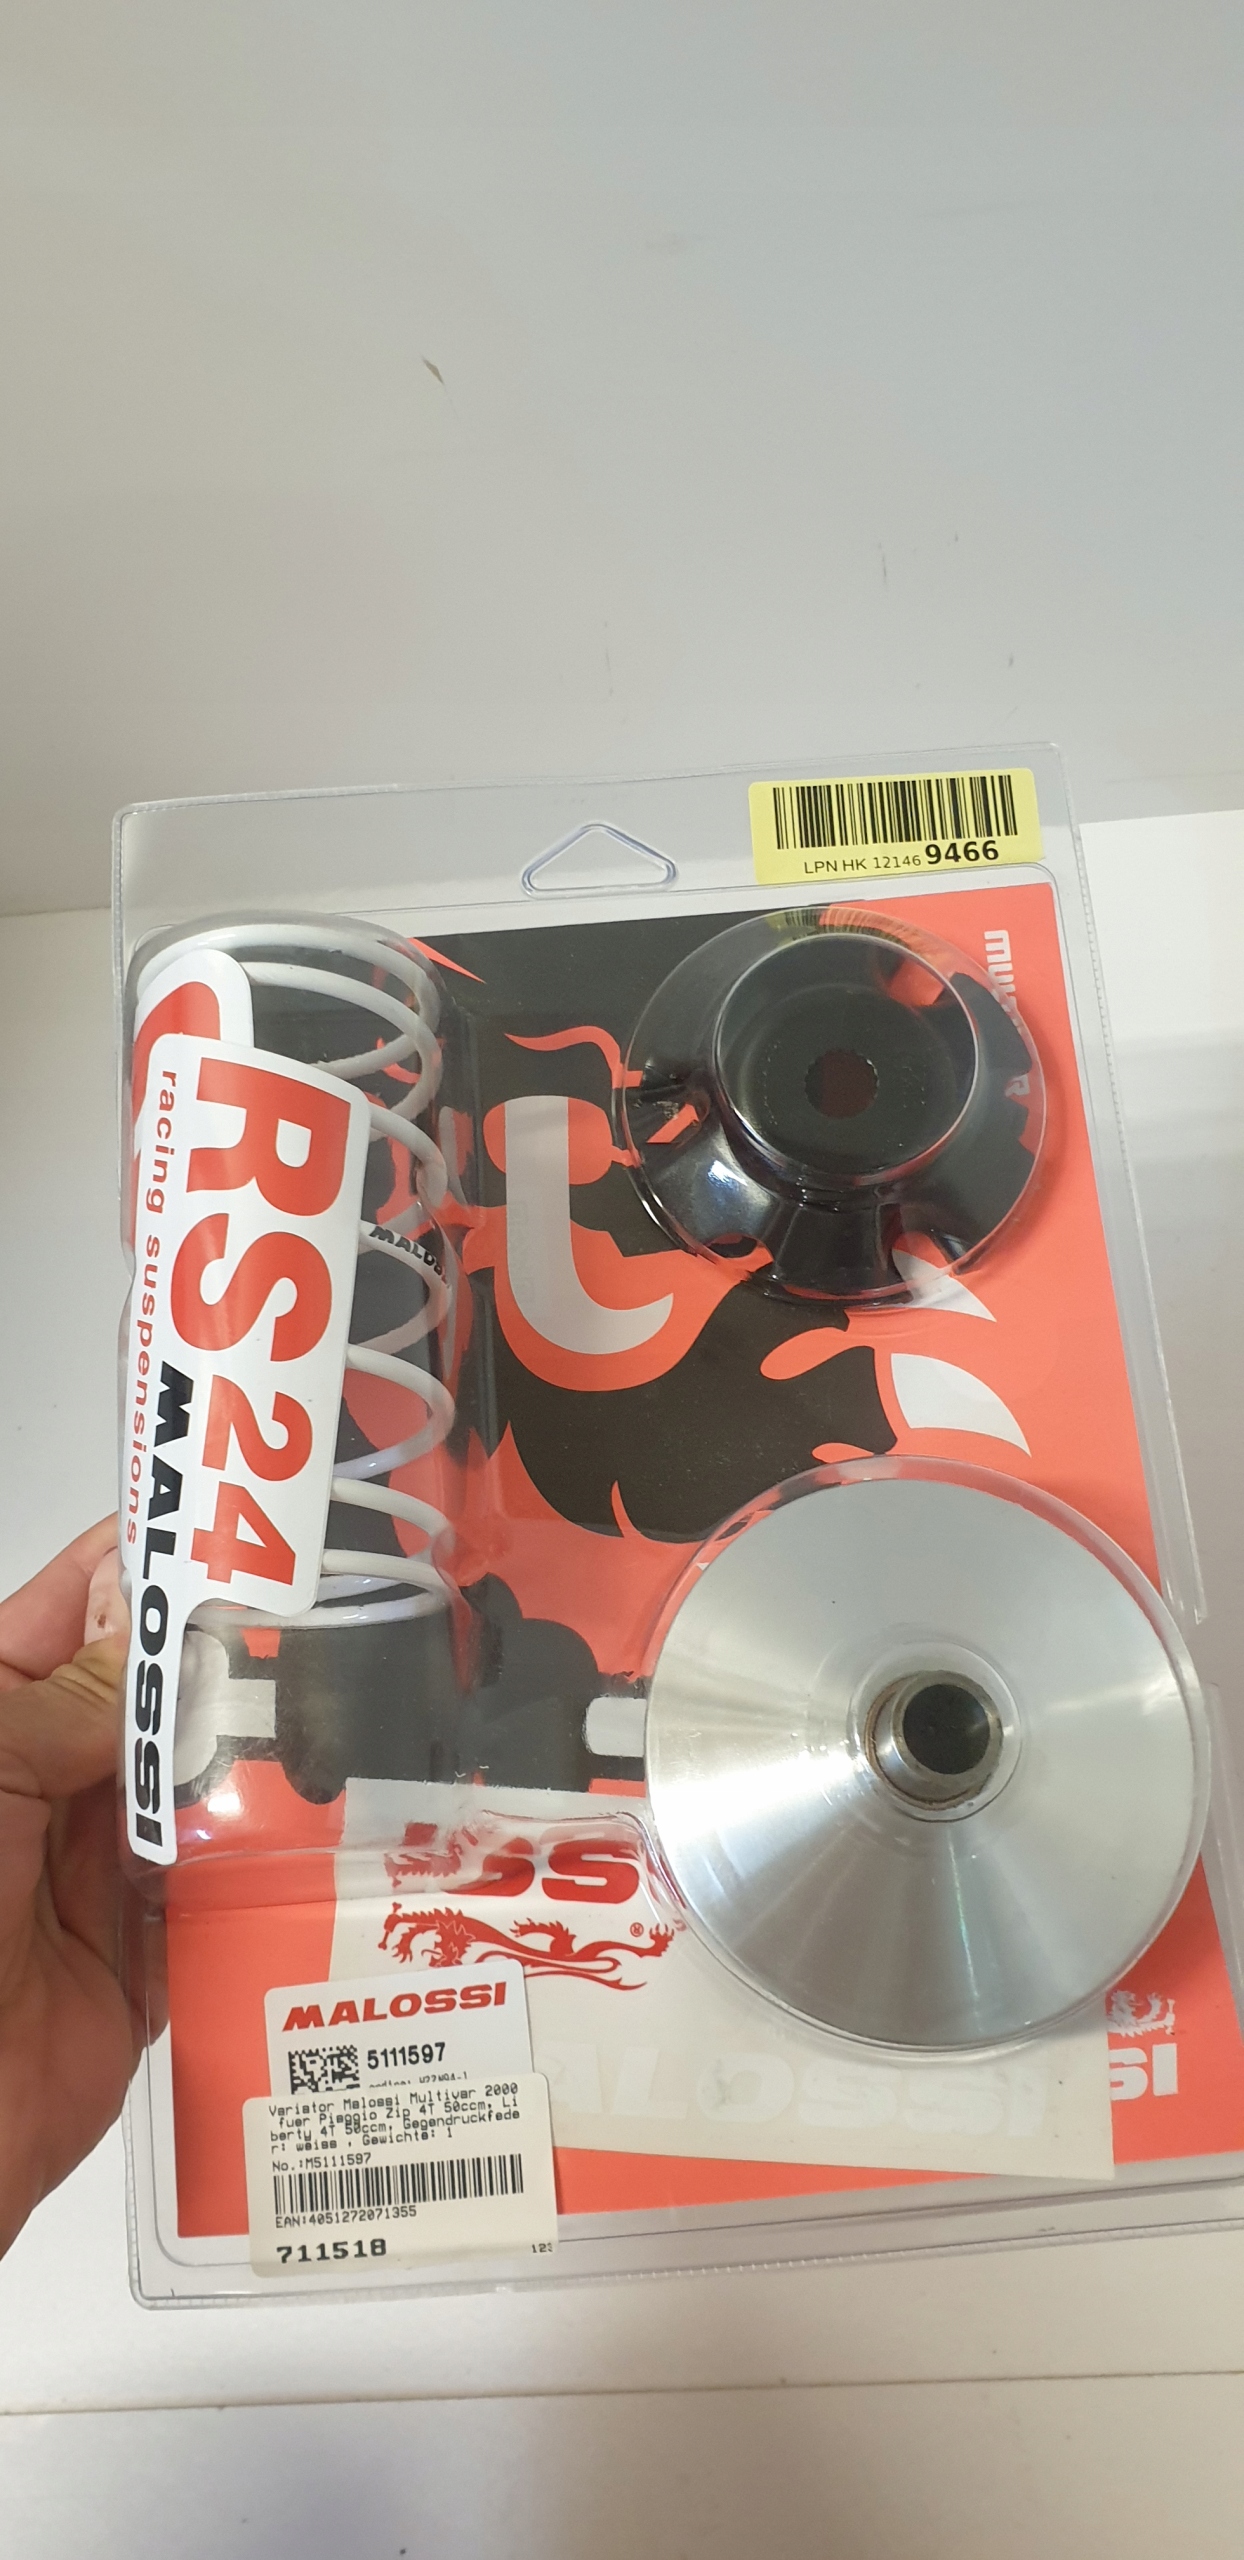 LPN HK 12146 9466
RS24
MALOSSI
racing suspensions
MALOSSI
MALOSSI
5111597
Variator Malossi Multivar 2000
fuer Piaggio Zip 4T 50ccm, Li
berty 4T 50ccm, Gegendruckfede
r: weiss , Gewichte: 1
No.:M5111597
EAN:4051272071355
711518